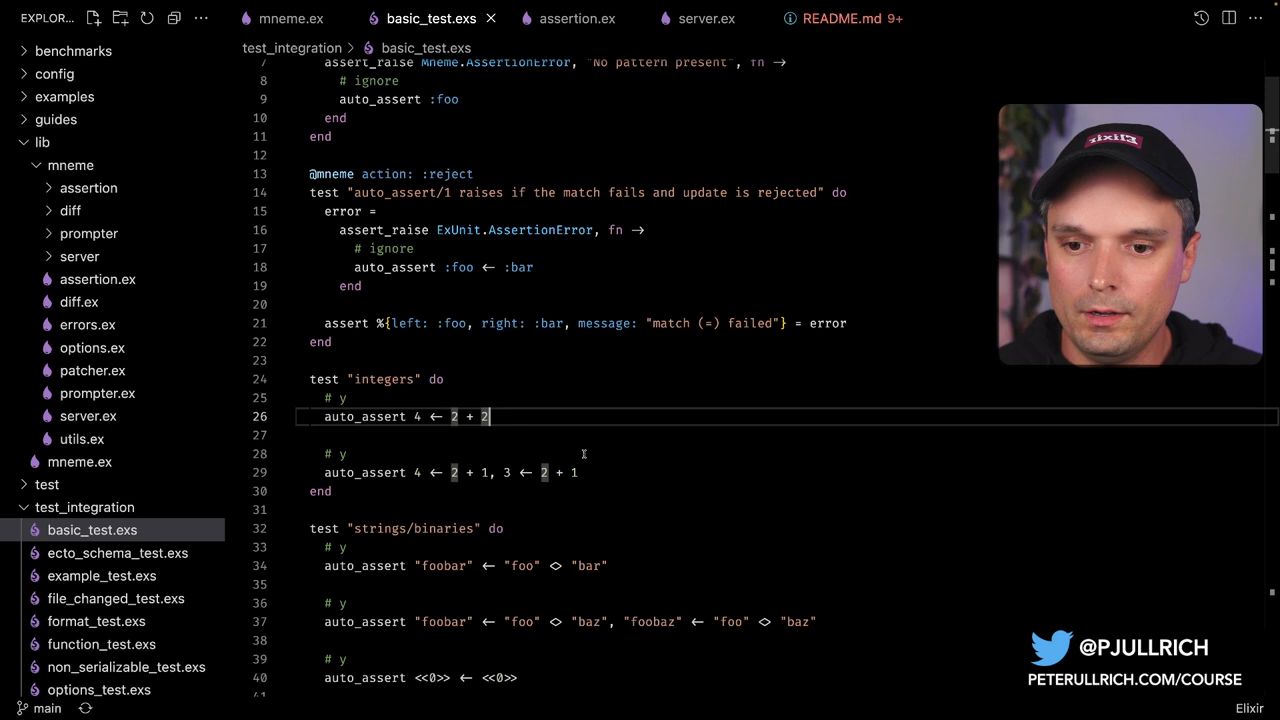 EXPLOR...
mneme.ex
basic_test.exs
assertion.ex
server.ex
README.md 9+
test_integration > basic_test.exs
benchmarks
config
examples
guides
lib
mneme
assertion
diff
prompter
server
assertion.ex
diff.ex
errors.ex
options.ex
patcher.ex
prompter.ex
server.ex
utils.ex
mneme.ex
test
test_integration
basic_test.exs
ecto_schema_test.exs
example_test.exs
file_changed_test.exs
format_test.exs
function_test.exs
non_serializable_test.exs
options_test.exs
7 assert_raise Mneme.AssertionError, "No pattern present", fn ->
8 # ignore
9 auto_assert :foo
10 end
11 end
12
13 @mneme action: :reject
14 test "auto_assert/1 raises if the match fails and update is rejected" do
15 error =
16 assert_raise ExUnit.AssertionError, fn ->
17 # ignore
18 auto_assert :foo <- :bar
19 end
20
21 assert %{left: :foo, right: :bar, message: "match (=) failed"} = error
22 end
23
24 test "integers" do
25 # y
26 auto_assert 4 <- 2 + 2
27
28 # y
29 auto_assert 4 <- 2 + 1, 3 <- 2 + 1
30 end
31
32 test "strings/binaries" do
33 # y
34 auto_assert "foobar" <- "foo" <> "bar"
35
36 # y
37 auto_assert "foobar" <- "foo" <> "baz", "foobaz" <- "foo" <> "baz"
38
39 # y
40 auto_assert <<0>> <- <<0>>
41
main
Elixir
elixir
@PJULLRICH
PETERULLRICH.COM/COURSE